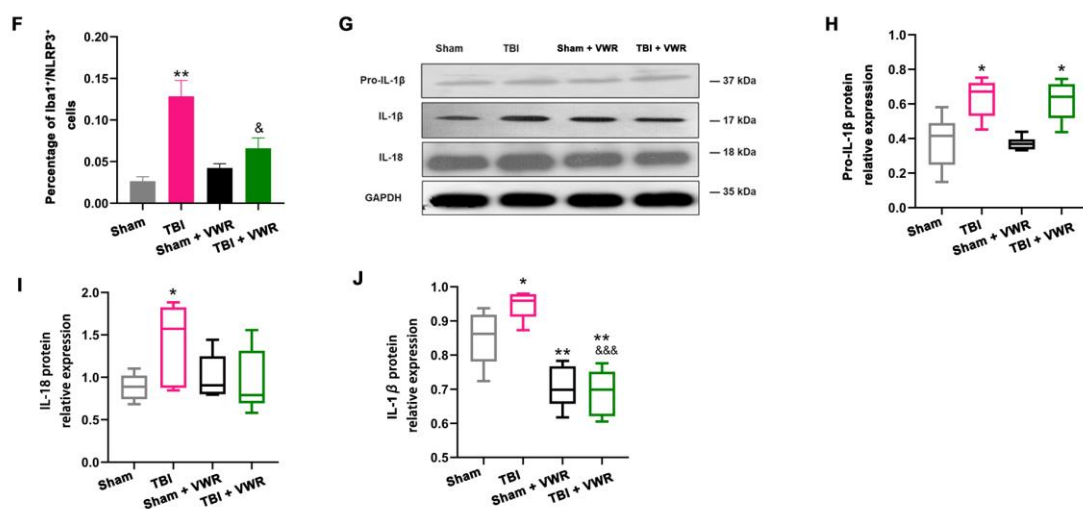 F
Percentage of Iba1⁺/NLRP3⁺
cells
0.20
0.15
0.10
0.05
0.00
**
&
Sham
TBI
Sham + VWR
TBI + VWR
G
Sham TBI Sham + VWR TBI + VWR
Pro-IL-1β — 37 kDa
IL-1β — 17 kDa
IL-18 — 18 kDa
GAPDH — 35 kDa
H
Pro-IL-1β protein
relative expression
1.0
0.8
0.6
0.4
0.2
0.0
*
*
Sham
TBI
Sham + VWR
TBI + VWR
I
IL-18 protein
relative expression
2.0
1.5
1.0
0.5
0.0
*
Sham
TBI
Sham + VWR
TBI + VWR
J
IL-1 β protein
relative expression
1.0
0.9
0.8
0.7
0.6
0.5
*
**
**
&&&
Sham
TBI
Sham + VWR
TBI + VWR